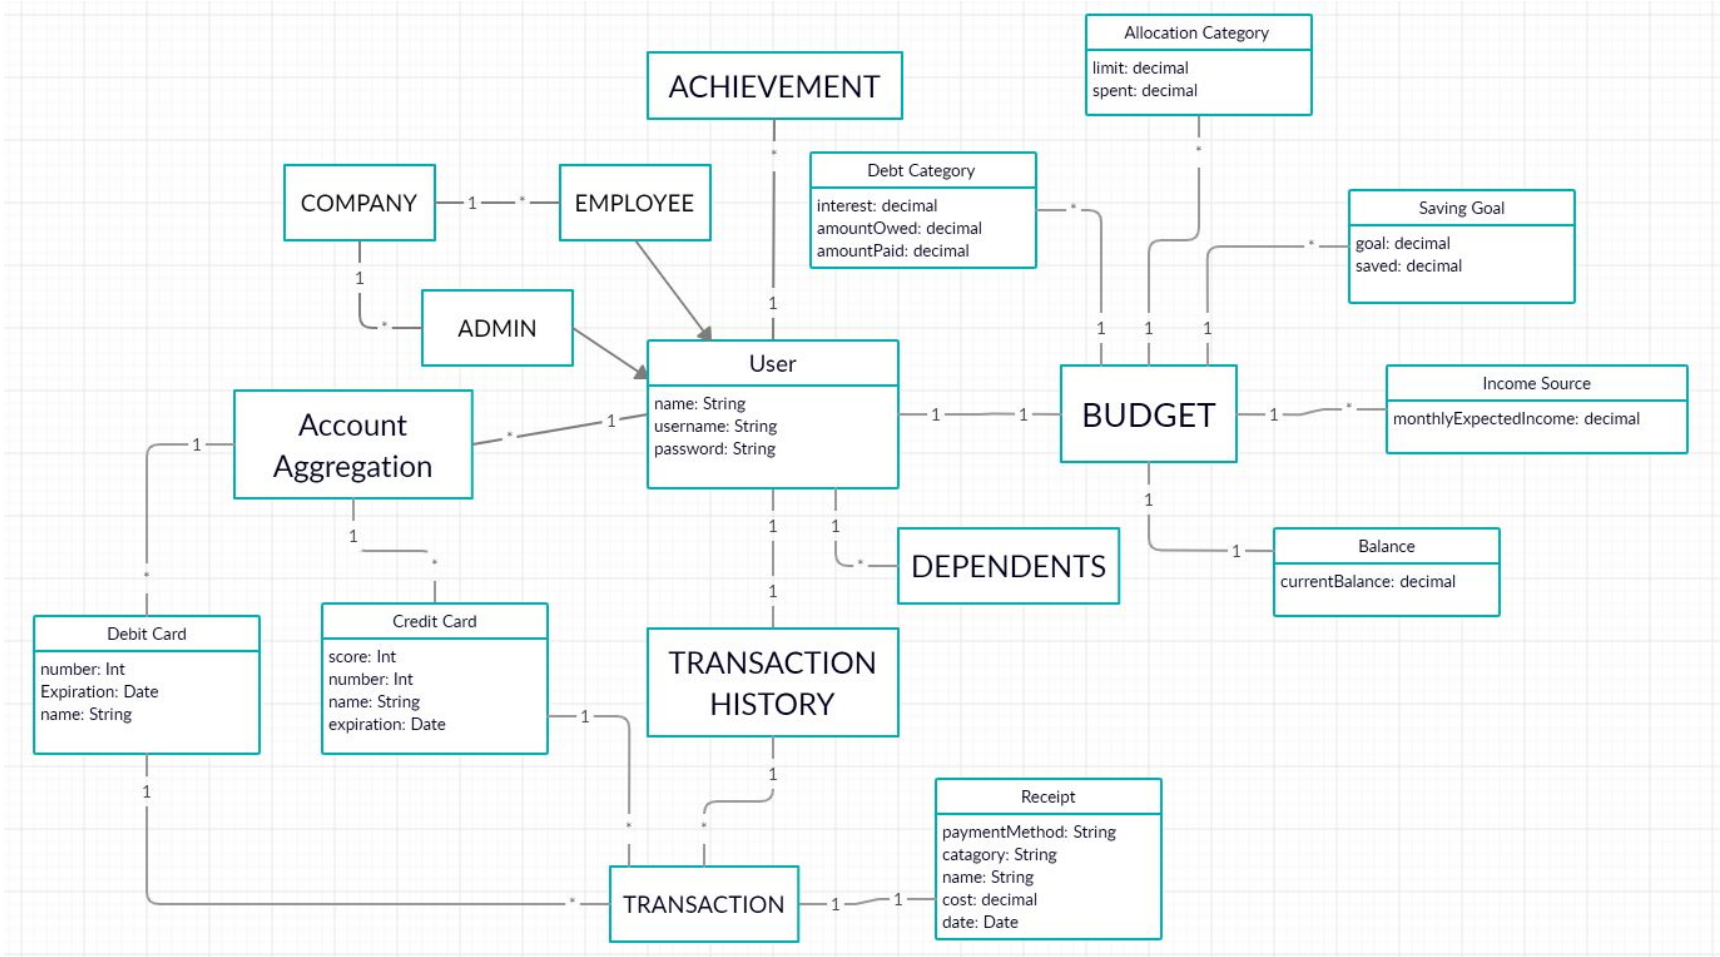 Allocation Category
limit: decimal
spent: decimal
ACHIEVEMENT
*
*
Debt Category
interest: decimal
amountOwed: decimal
amountPaid: decimal
*
COMPANY
1
*
EMPLOYEE
Saving Goal
goal: decimal
saved: decimal
*
1
*
ADMIN
1
1
1
1
User
name: String
username: String
password: String
1
1
BUDGET
1
*
Income Source
monthlyExpectedIncome: decimal
Account
Aggregation
*
1
1
1
1
Balance
currentBalance: decimal
1
*
1
1
*
DEPENDENTS
1
*
Debit Card
number: Int
Expiration: Date
name: String
Credit Card
score: Int
number: Int
name: String
expiration: Date
TRANSACTION
HISTORY
1
1
1
*
*
Receipt
paymentMethod: String
catagory: String
name: String
cost: decimal
date: Date
*
TRANSACTION
1
1